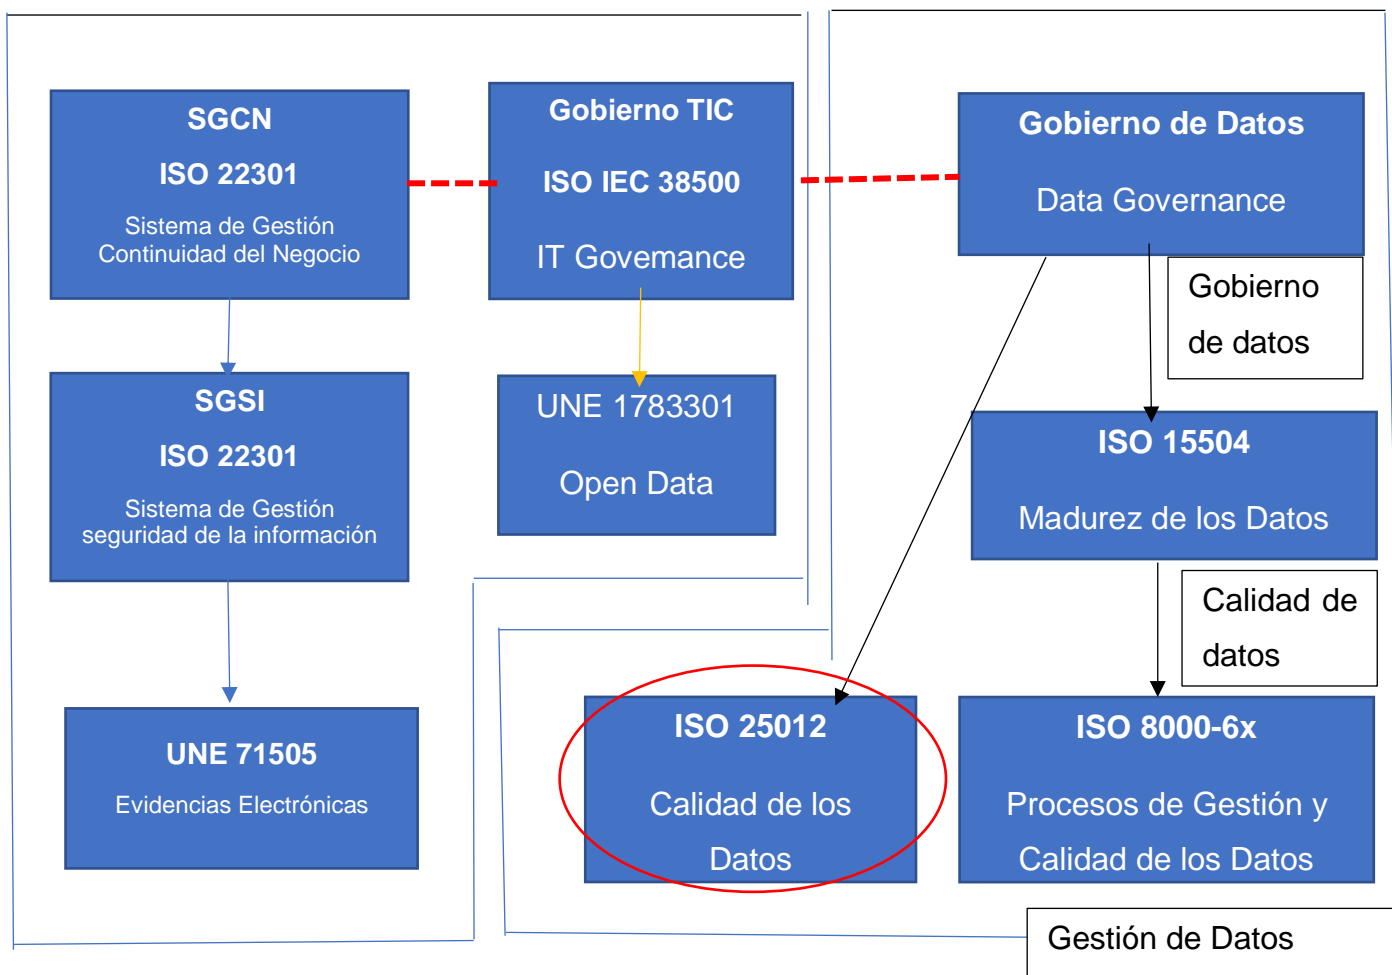 SGCN
ISO 22301
Sistema de Gestión
Continuidad del Negocio
Gobierno TIC
ISO IEC 38500
IT Govemance
Gobierno de Datos
Data Governance
Gobierno
de datos
SGSI
ISO 22301
Sistema de Gestión
seguridad de la información
UNE 1783301
Open Data
ISO 15504
Madurez de los Datos
Calidad de
datos
UNE 71505
Evidencias Electrónicas
ISO 25012
Calidad de los
Datos
ISO 8000-6x
Procesos de Gestión y
Calidad de los Datos
Gestión de Datos